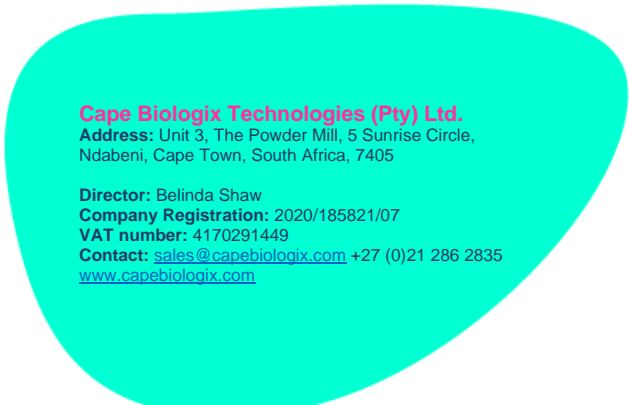 Cape Biologix Technologies (Pty) Ltd.
Address: Unit 3, The Powder Mill, 5 Sunrise Circle,
Ndabeni, Cape Town, South Africa, 7405
Director: Belinda Shaw
Company Registration: 2020/185821/07
VAT number: 4170291449
Contact: sales@capebiologix.com +27 (0)21 286 2835
www.capebiologix.com